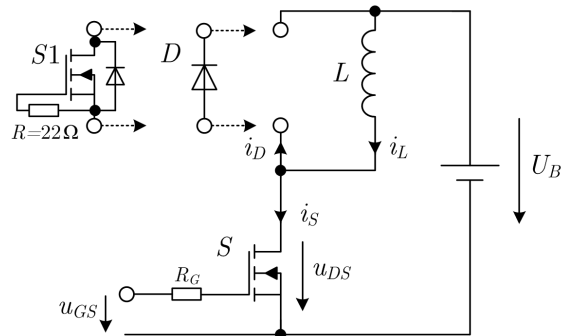 S1
D
R=22Ω
L
i_D
i_L
U_B
i_S
S
R_G
u_DS
u_GS